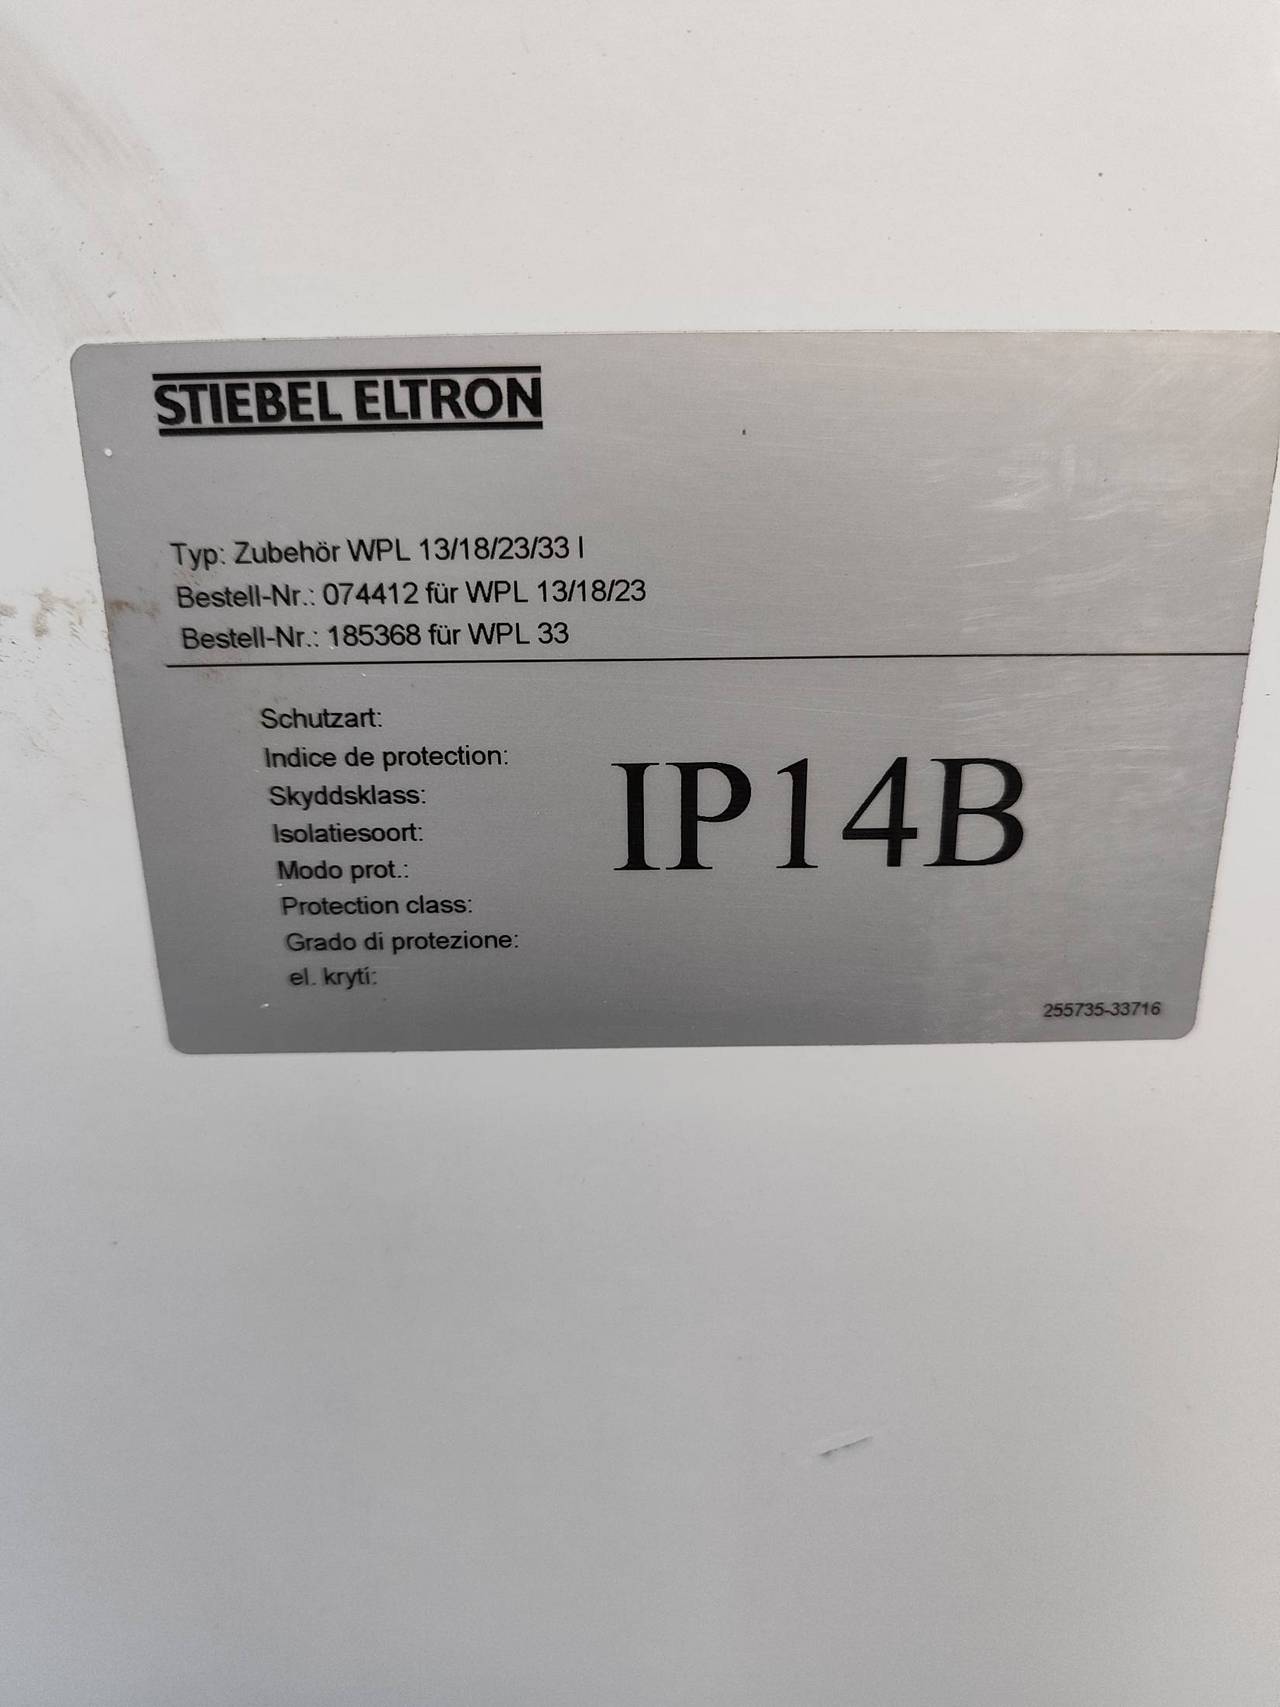 STIEBEL ELTRON
Typ: Zubehör WPL 13/18/23/33 I
Bestell-Nr.: 074412 für WPL 13/18/23
Bestell-Nr.: 185368 für WPL 33
Schutzart:
Indice de protection:
Skyddsklass:
Isolatiesoort:
Modo prot.:
Protection class:
Grado di protezione:
el. krytí:
IP14B
255735-33716